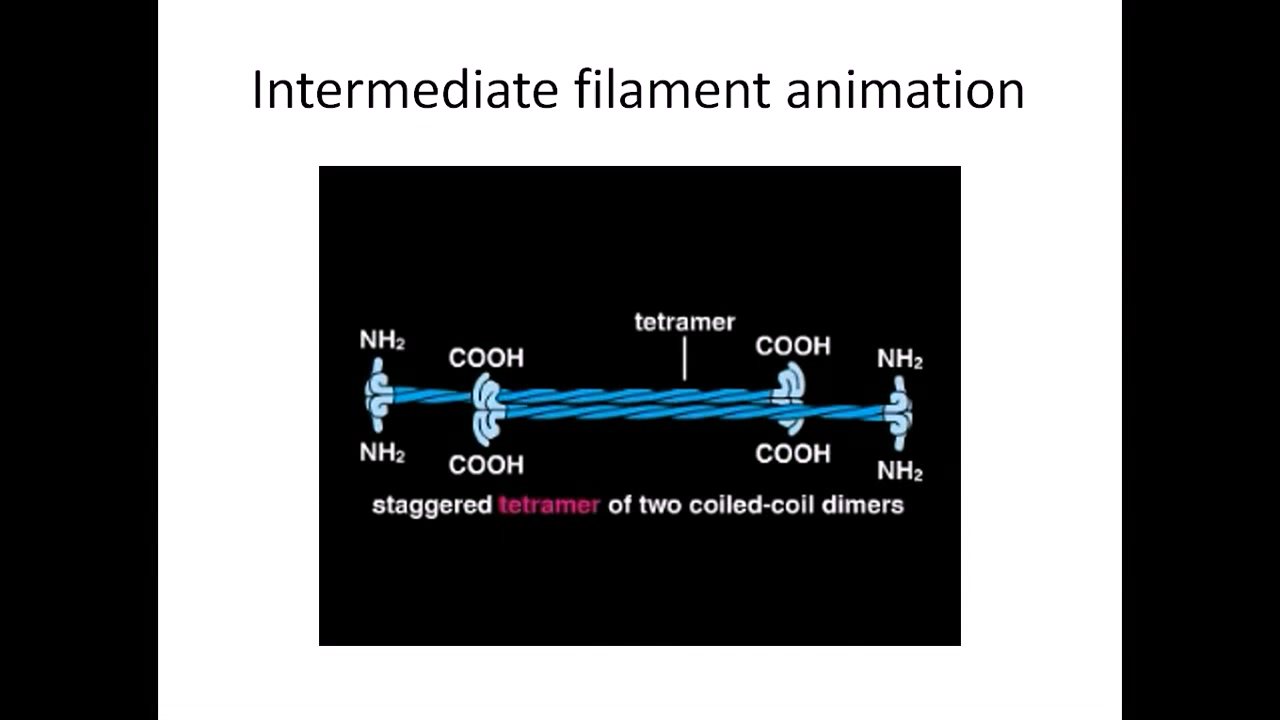 Intermediate filament animation
tetramer
NH₂
COOH
COOH
NH₂
NH₂
COOH
COOH
NH₂
staggered tetramer of two coiled-coil dimers